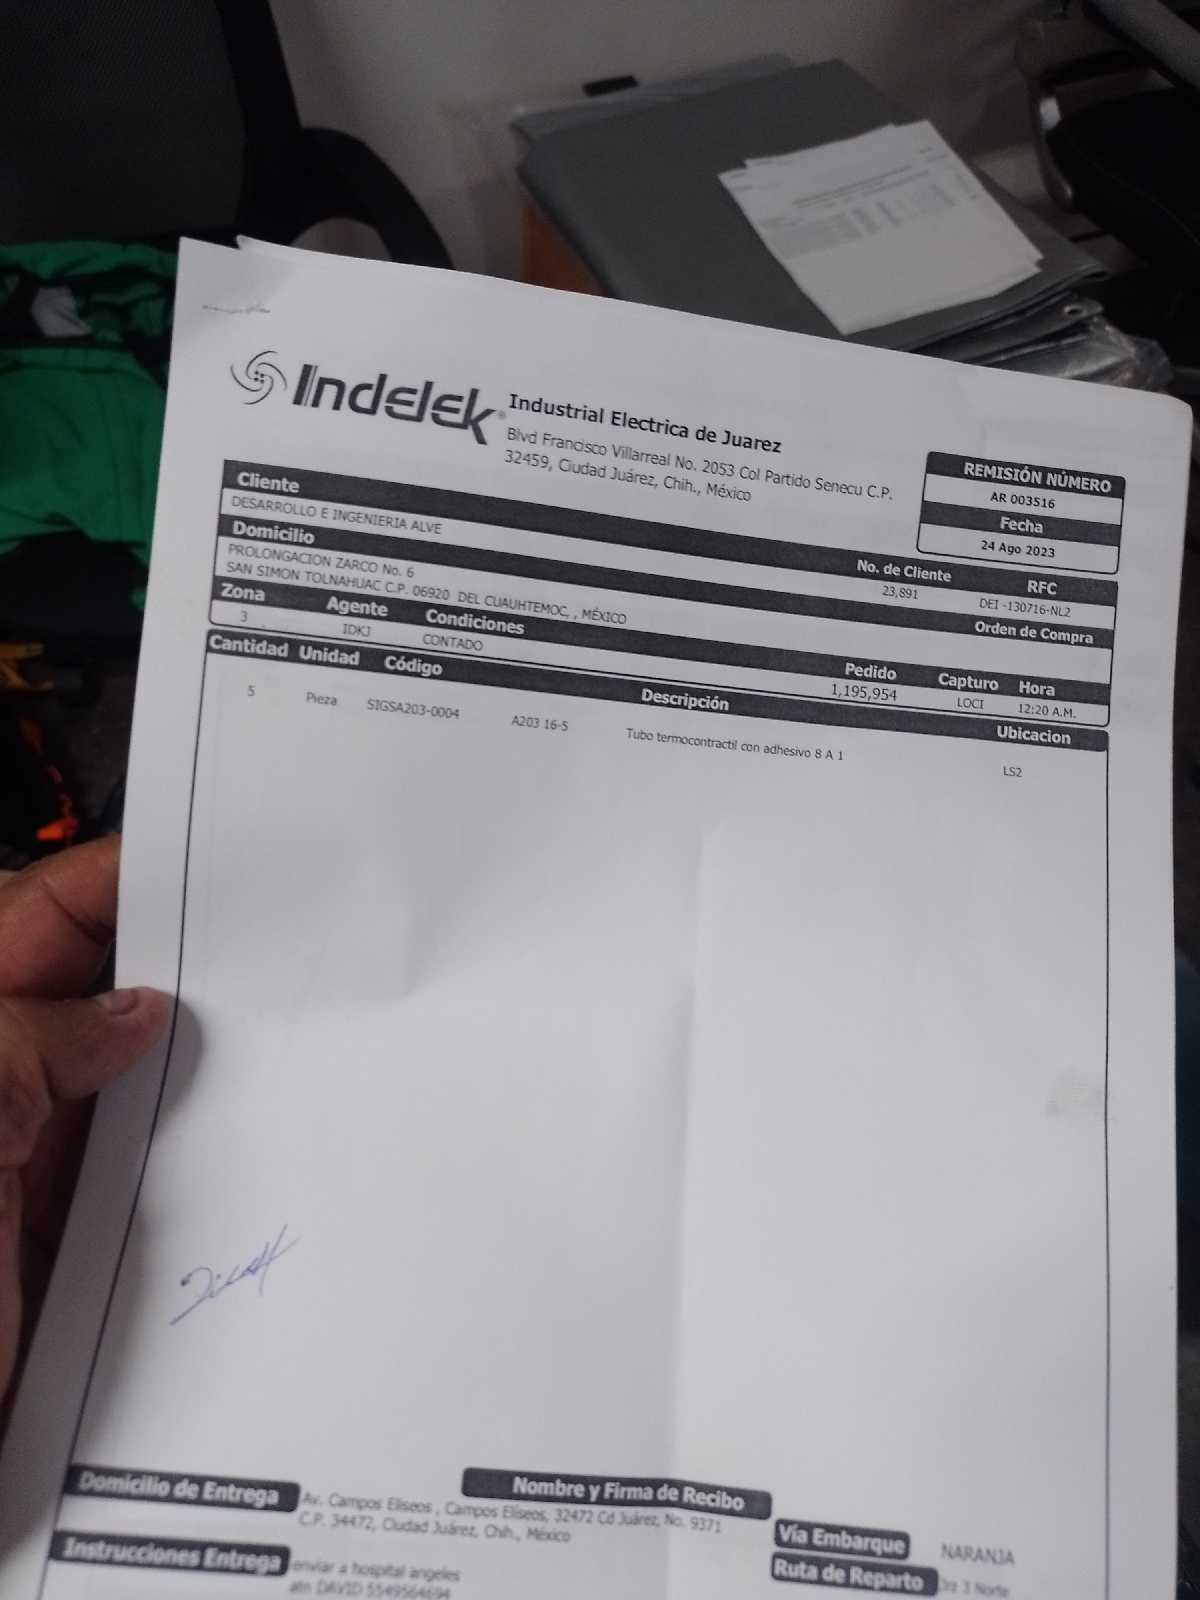 Indelek
Industrial Electrica de Juarez
Blvd Francisco Villarreal No. 2053 Col Partido Senecu C.P.
32459, Ciudad Juárez, Chih., México
REMISIÓN NÚMERO
AR 003516
Fecha
24 Ago 2023
Cliente
DESARROLLO E INGENIERIA ALVE
No. de Cliente RFC
23,891 DEI -130716-NL2
Domicilio
PROLONGACION ZARCO No. 6
SAN SIMON TOLNAHUAC C.P. 06920 DEL CUAUHTEMOC, , MÉXICO
Orden de Compra
Zona Agente Condiciones Pedido Capturo Hora
3 IDKJ CONTADO 1,195,954 LOCI 12:20 A.M.
Cantidad Unidad Código Descripción Ubicacion
5 Pieza SIGSA203-0004 A203 16-5 Tubo termocontractil con adhesivo 8 A 1 LS2
Nombre y Firma de Recibo
Domicilio de Entrega Av. Campos Eliseos , Campos Elíseos, 32472 Cd Juárez, No. 9371
C.P. 34472, Ciudad Juárez, Chih., México
Vía Embarque NARANJA
Instrucciones Entrega enviar a hospital angeles
atn DAVID 5549564694
Ruta de Reparto 3 Norte